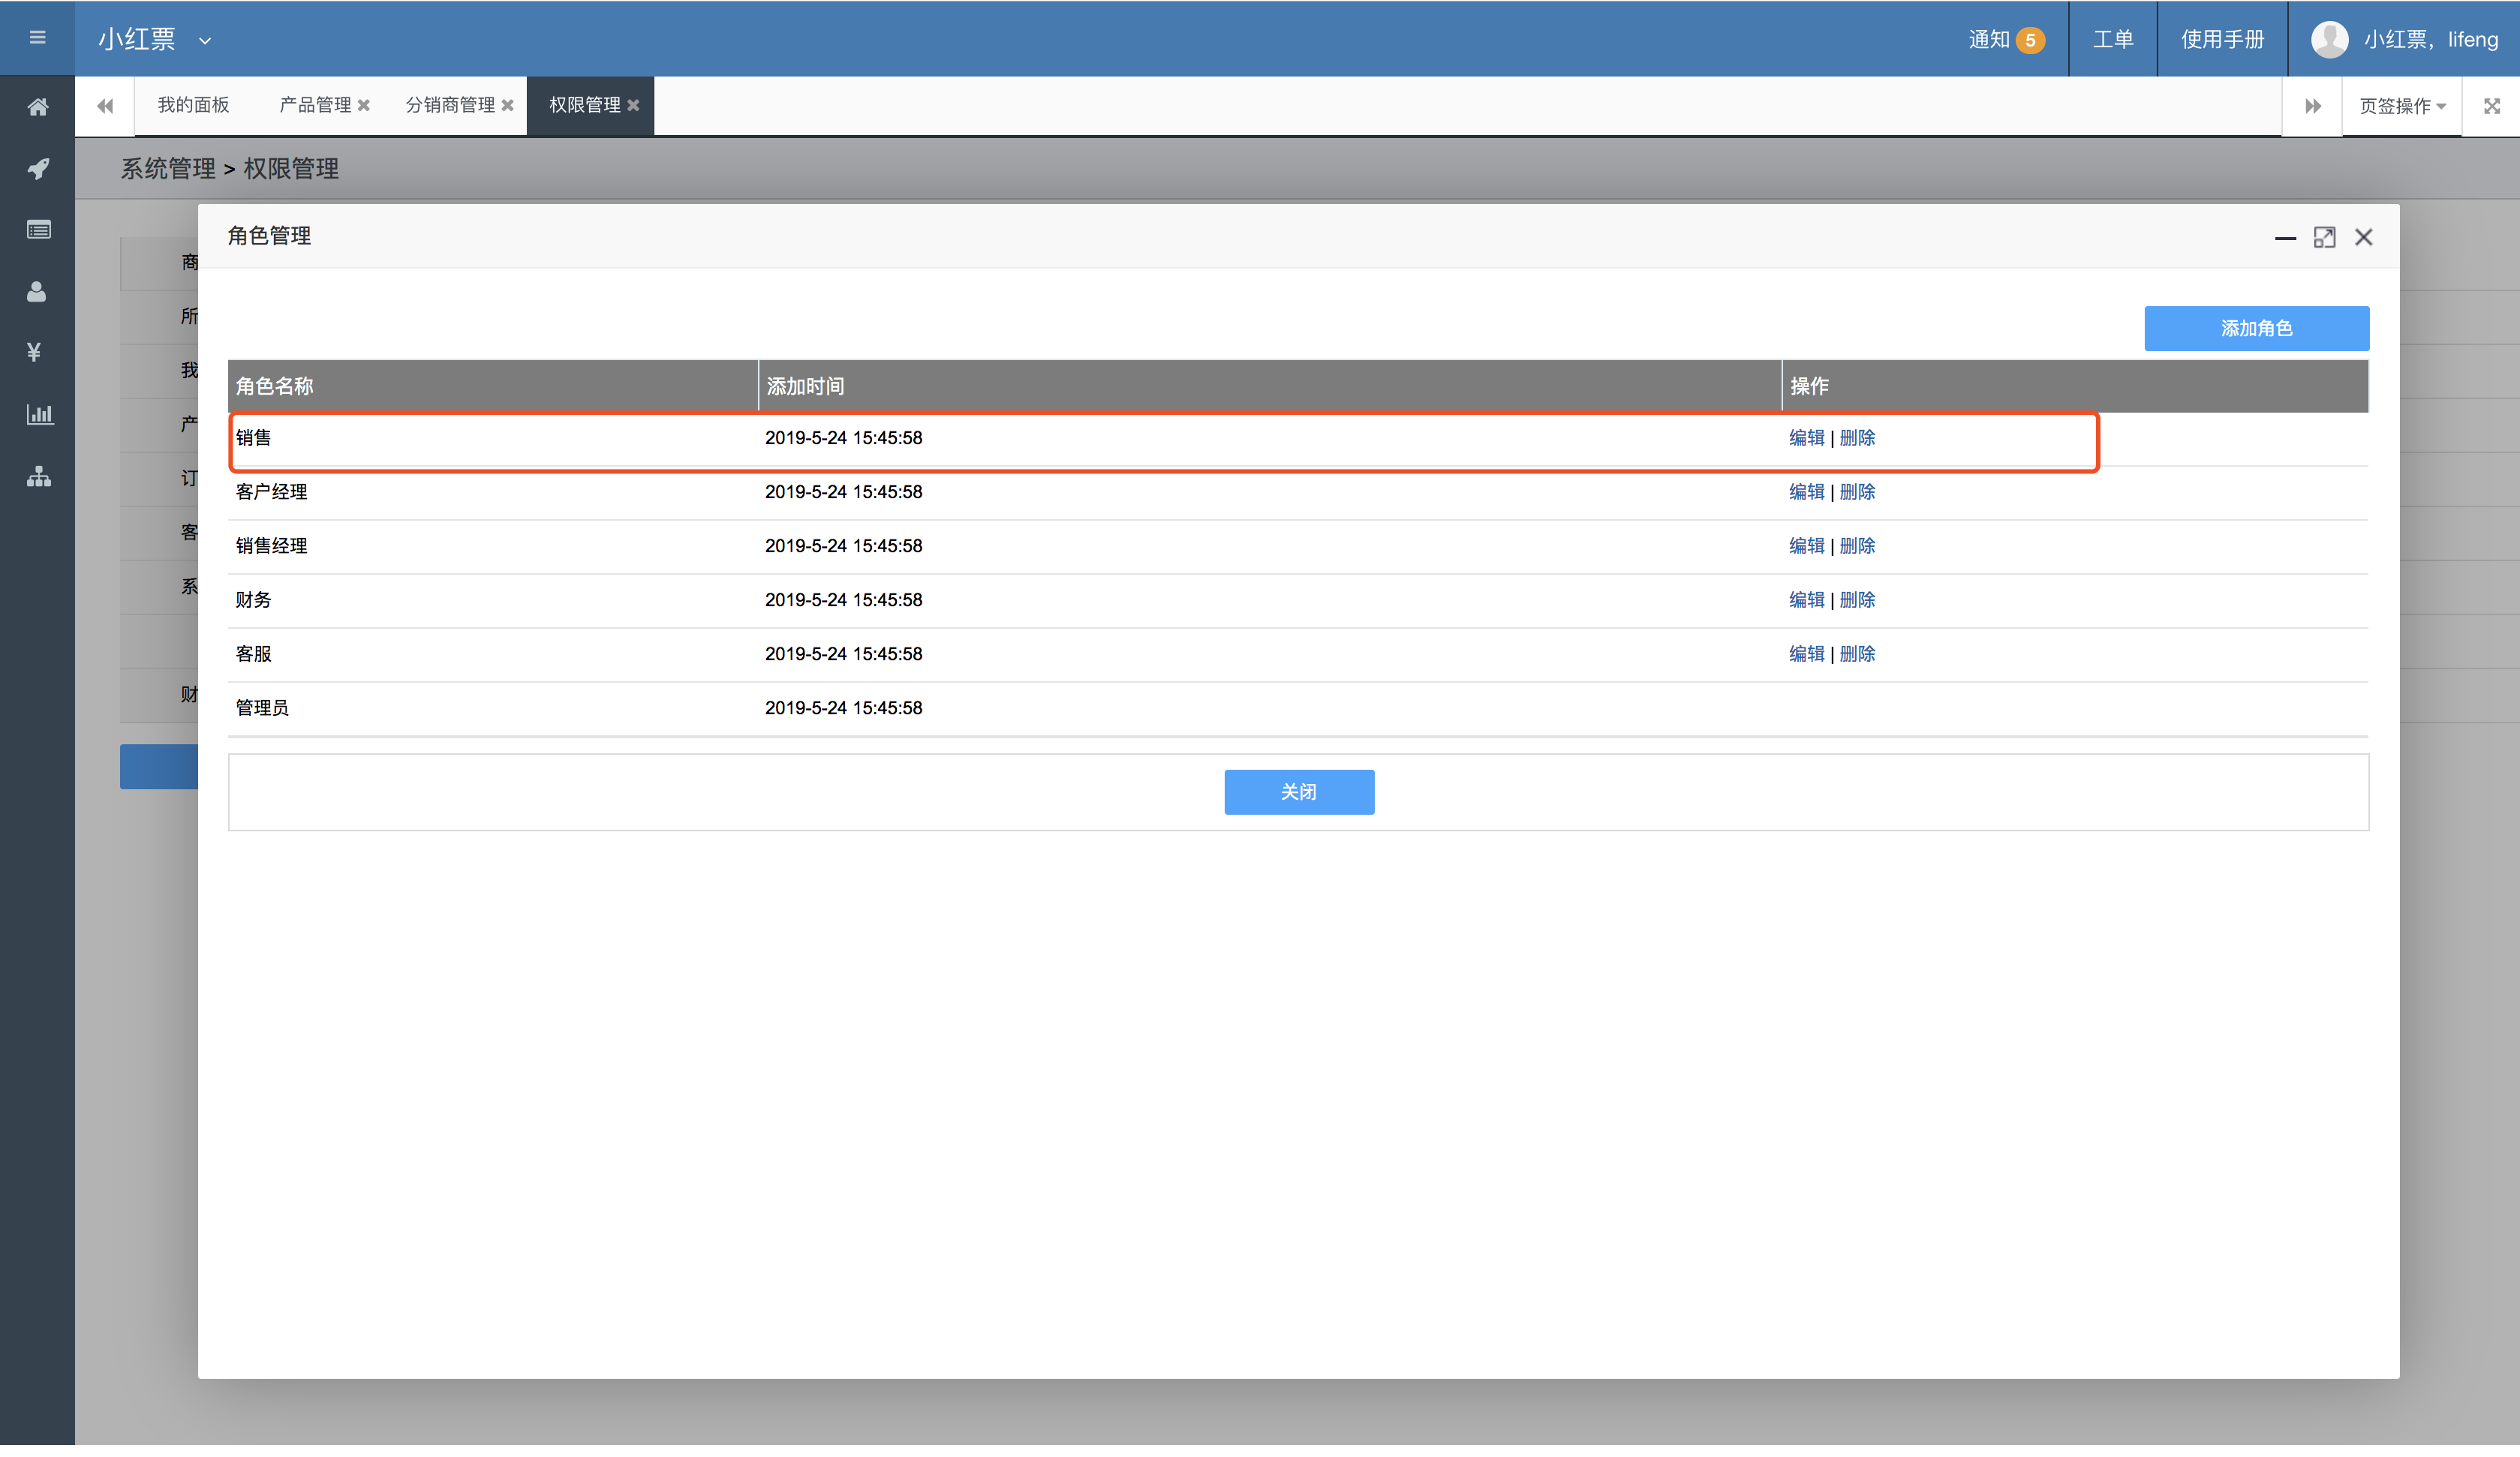 小红票
通知 5 工单 使用手册 小红票，lifeng
我的面板 产品管理 分销商管理 权限管理 页签操作
系统管理 > 权限管理
角色管理
商
所
我
产
订
客
系
财
添加角色
角色名称 添加时间 操作
销售 2019-5-24 15:45:58 编辑 | 删除
客户经理 2019-5-24 15:45:58 编辑 | 删除
销售经理 2019-5-24 15:45:58 编辑 | 删除
财务 2019-5-24 15:45:58 编辑 | 删除
客服 2019-5-24 15:45:58 编辑 | 删除
管理员 2019-5-24 15:45:58
关闭